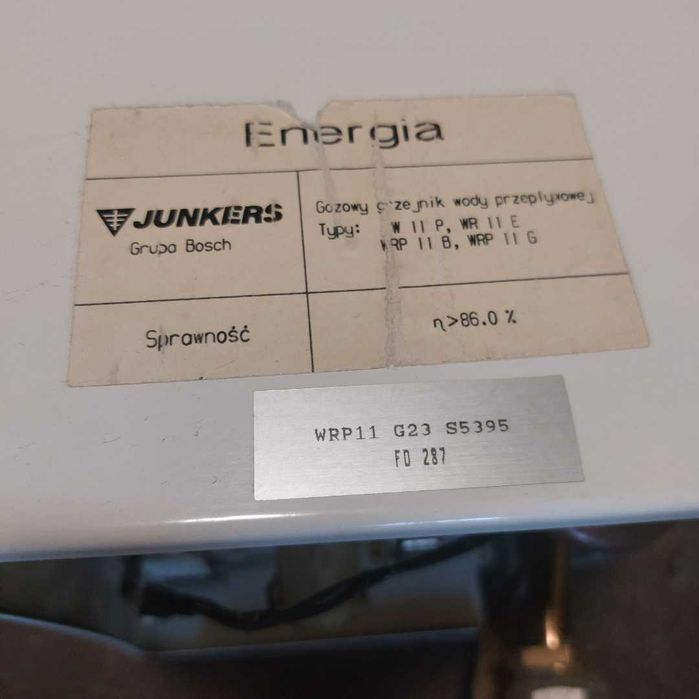 Energia
JUNKERS
Grupa Bosch
Gazowy grzejnik wody przepływowej
Typy: W 11 P, WR 11 E
WRP 11 B, WRP 11 G
Sprawność
η>86.0 %
WRP11 G23 S5395
FD 287